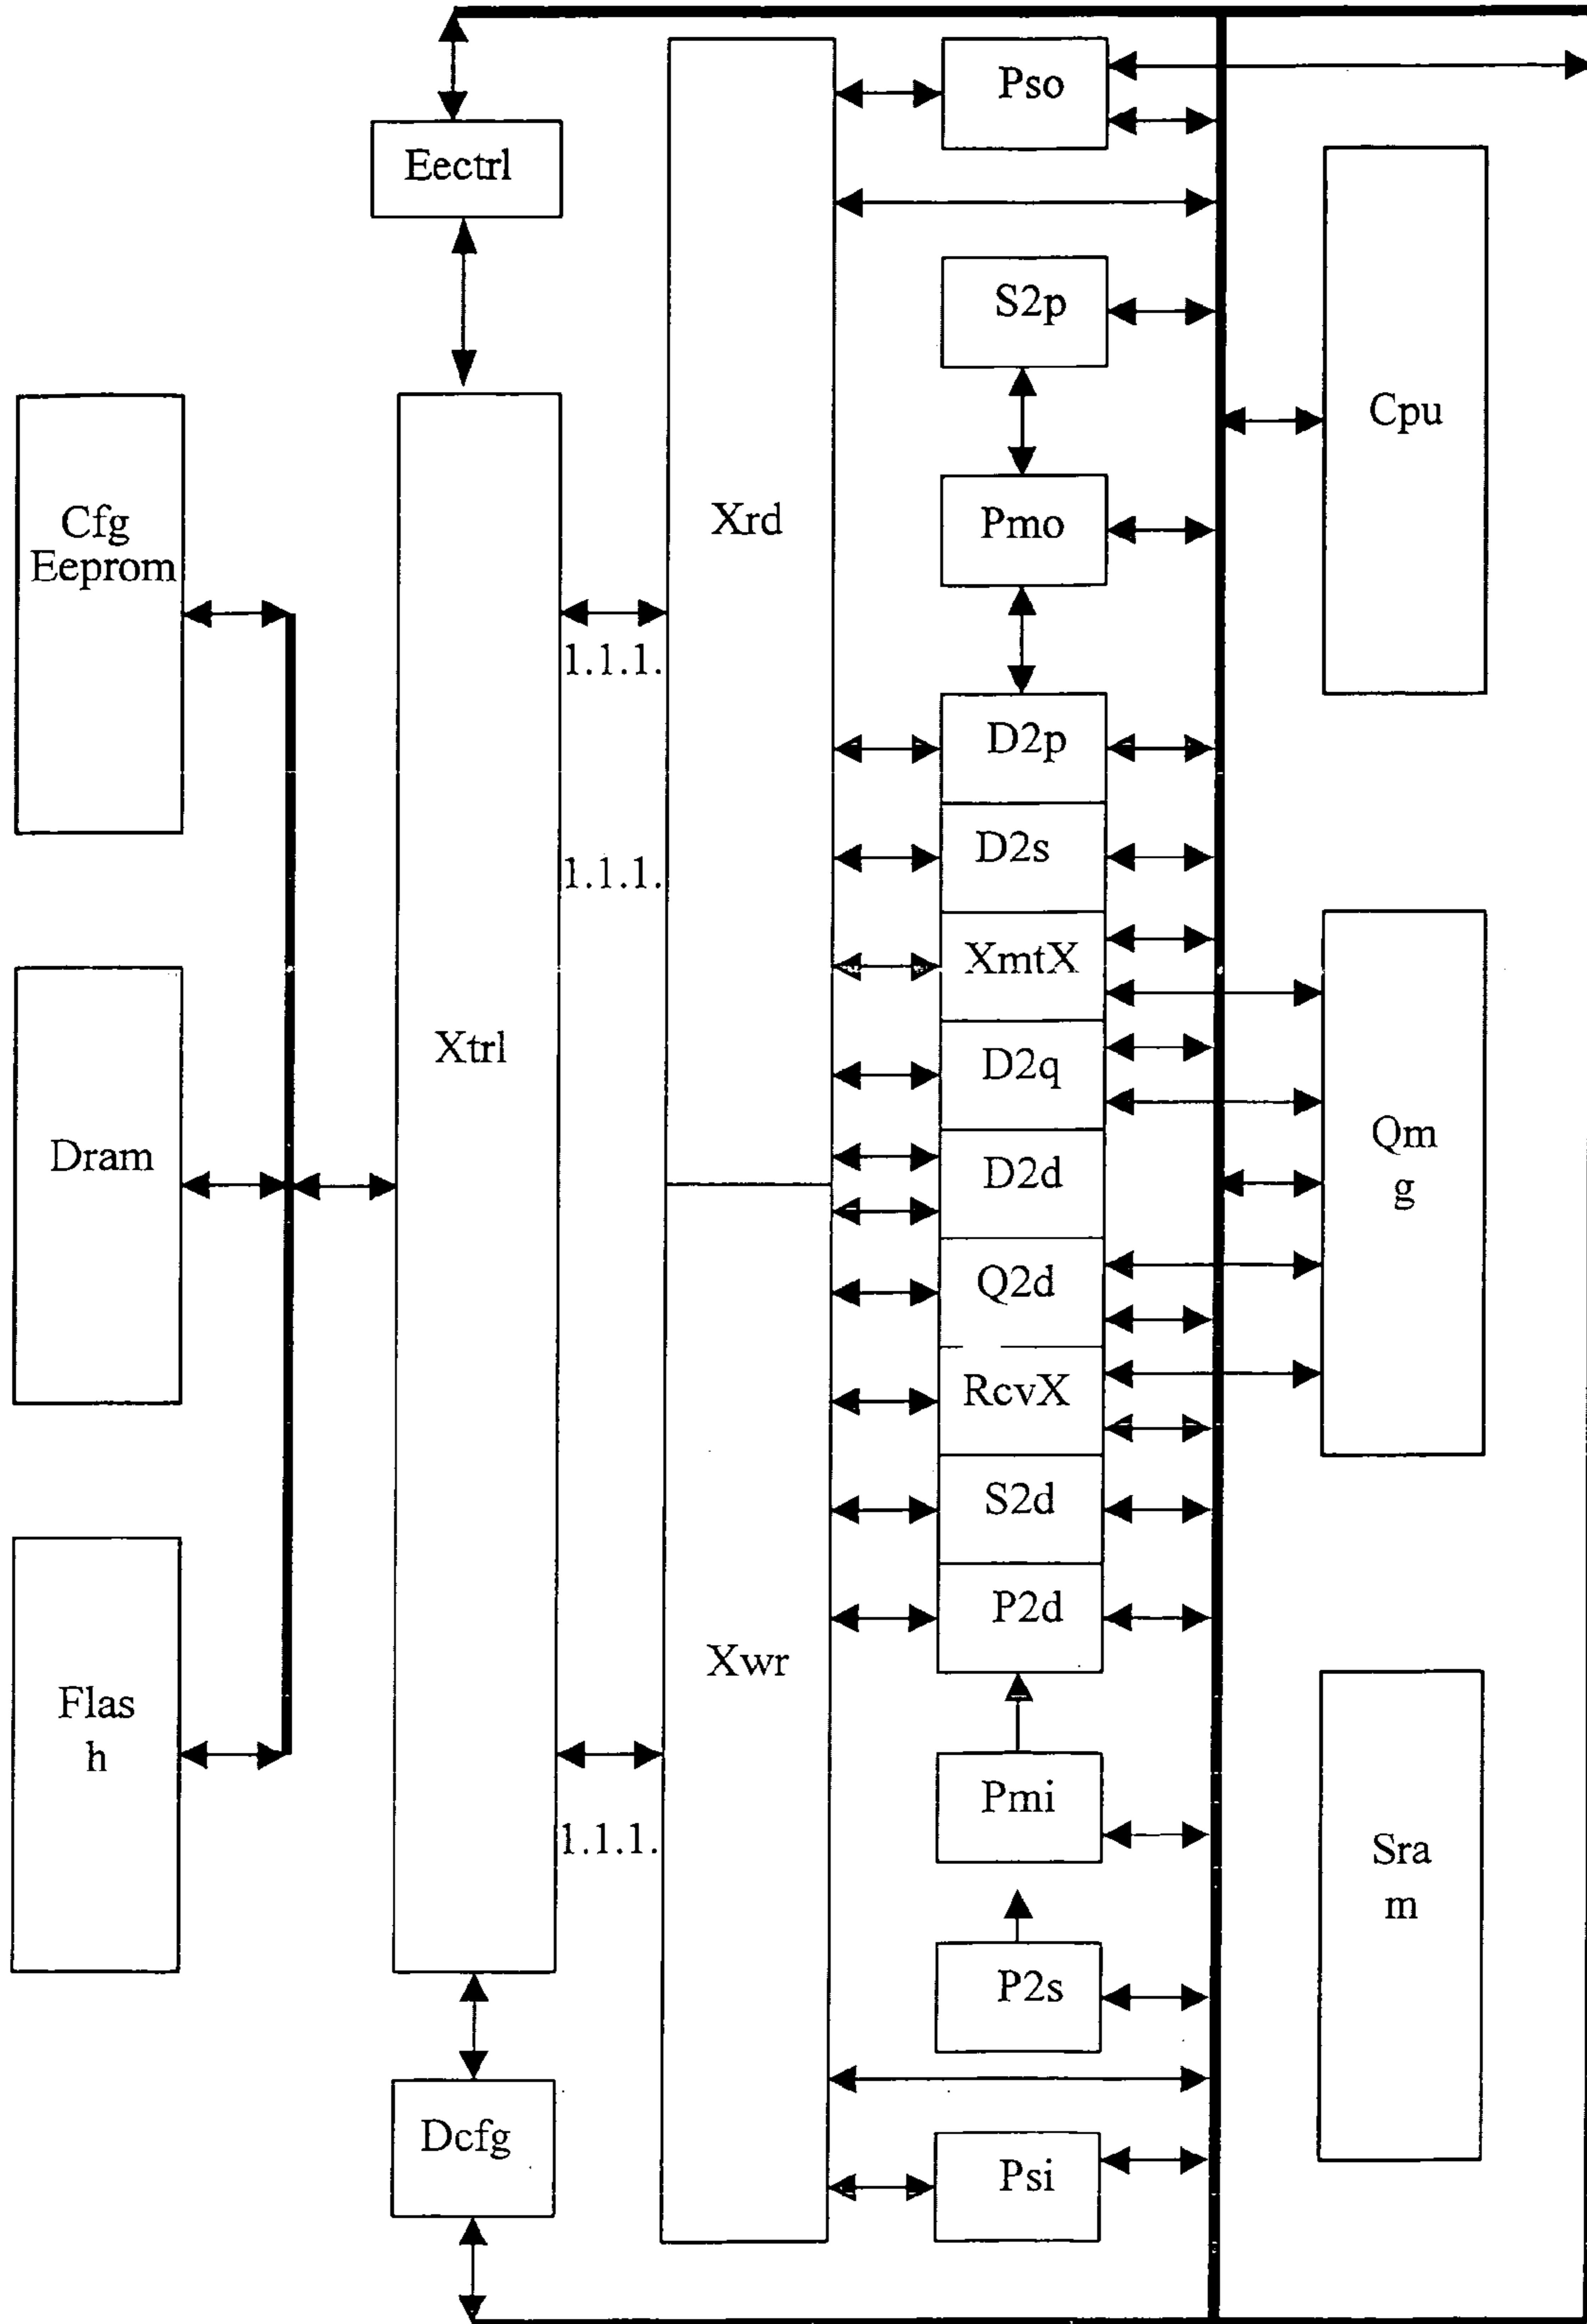 Pso
Eectrl
S2p
Cpu
Cfg
Eeprom
Xrd
Pmo
1.1.1.
D2p
D2s
1.1.1.
XmtX
Xtrl
D2q
Dram
D2d
Qm
g
Q2d
RcvX
S2d
P2d
Xwr
Flas
h
Pmi
1.1.1.
Sra
m
P2s
Dcfg
Psi